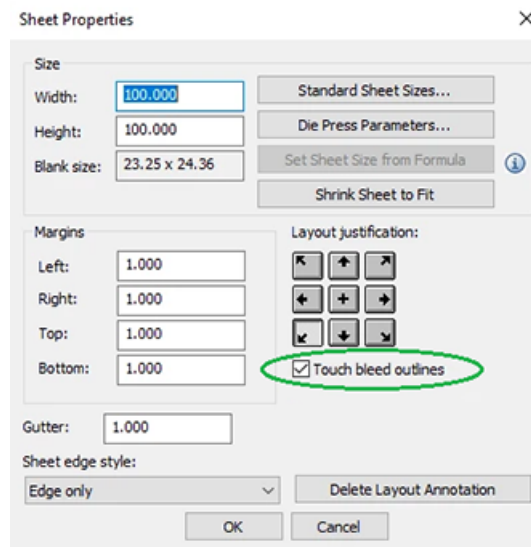 Sheet Properties
Size
Width: 100.000 Standard Sheet Sizes...
Height: 100.000 Die Press Parameters...
Blank size: 23.25 x 24.36 Set Sheet Size from Formula
Shrink Sheet to Fit
Margins Layout justification:
Left: 1.000
Right: 1.000
Top: 1.000
Bottom: 1.000 Touch bleed outlines
Gutter: 1.000
Sheet edge style:
Edge only Delete Layout Annotation
OK Cancel